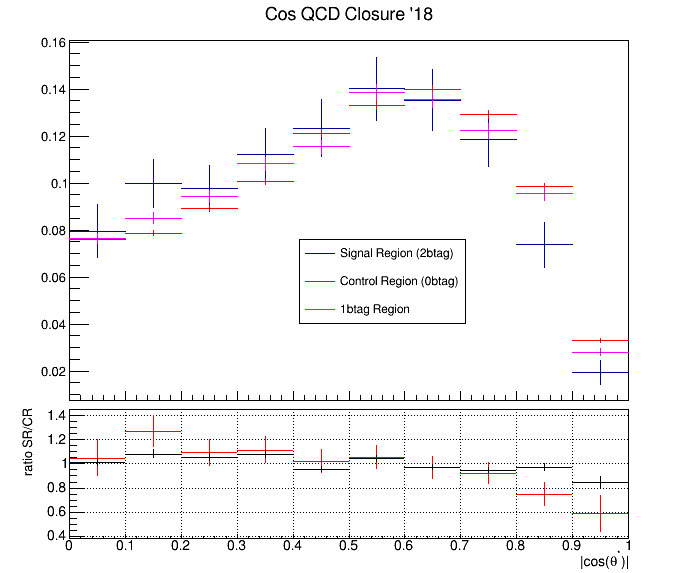 Cos QCD Closure '18
0.16
0.14
0.12
0.1
0.08
0.06
0.04
0.02
Signal Region (2btag)
Control Region (0btag)
1btag Region
ratio SR/CR
1.4
1.2
1
0.8
0.6
0.4
0 0.1 0.2 0.3 0.4 0.5 0.6 0.7 0.8 0.9 1
|cos(θ*)|